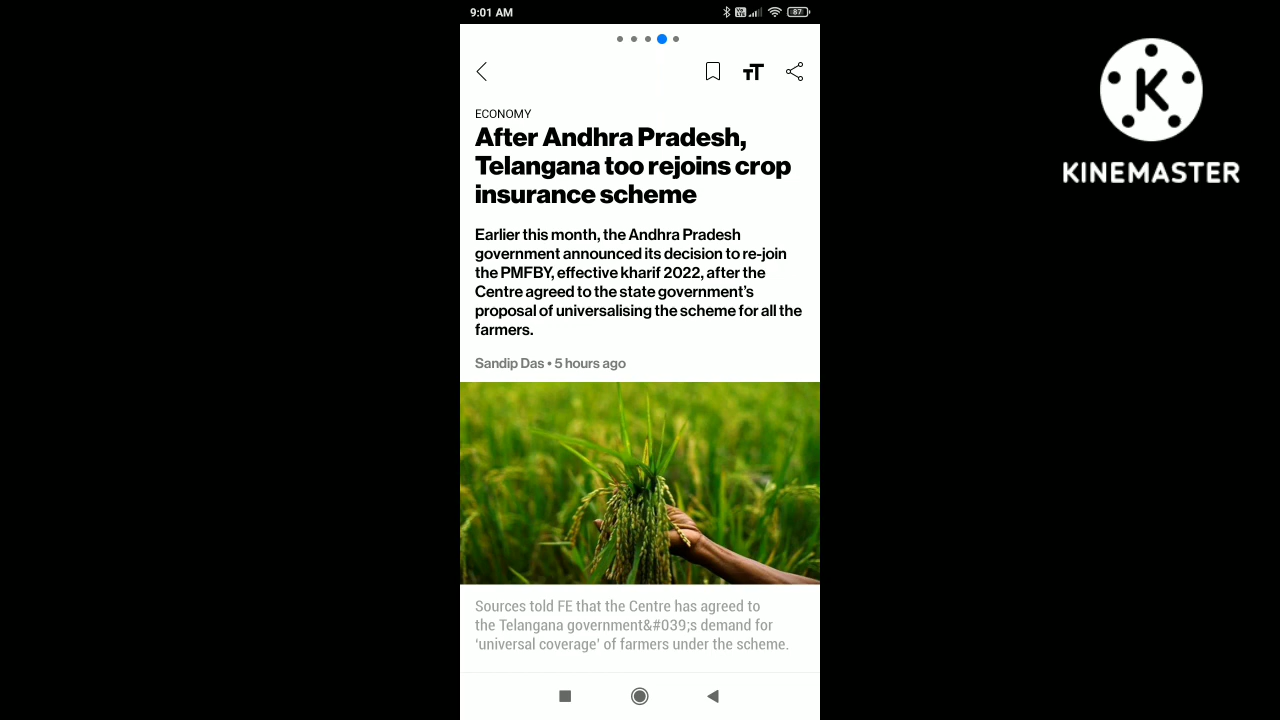 9:01 AM
87
K
KINEMASTER
ECONOMY
After Andhra Pradesh,
Telangana too rejoins crop
insurance scheme
Earlier this month, the Andhra Pradesh
government announced its decision to re-join
the PMFBY, effective kharif 2022, after the
Centre agreed to the state government’s
proposal of universalising the scheme for all the
farmers.
Sandip Das • 5 hours ago
Sources told FE that the Centre has agreed to
the Telangana government&#039;s demand for
‘universal coverage’ of farmers under the scheme.